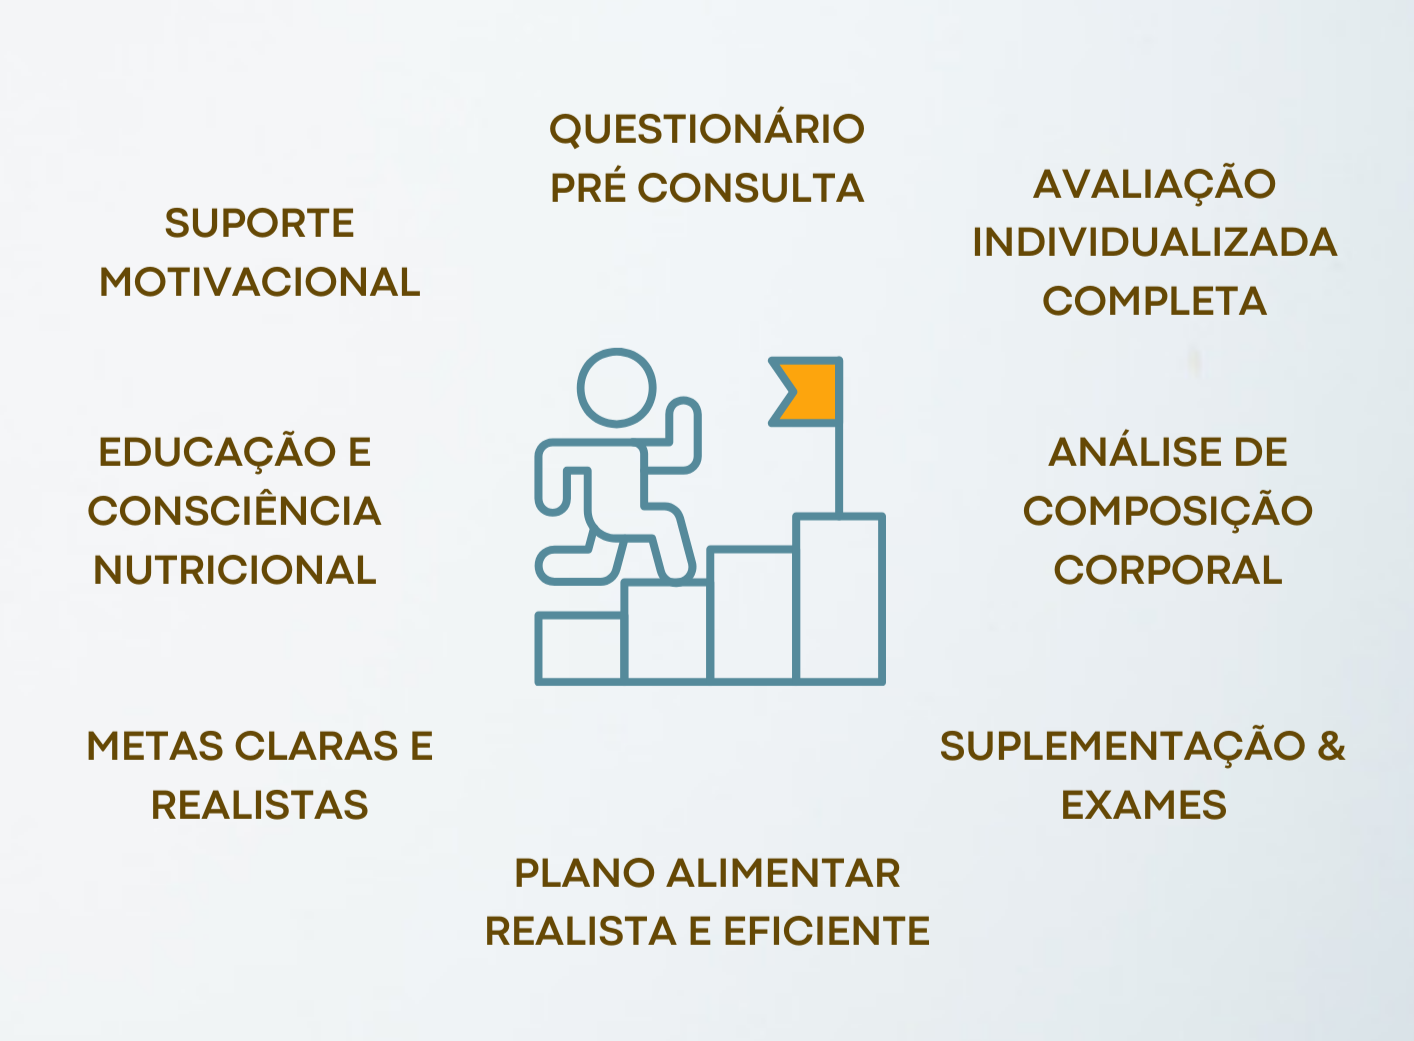 QUESTIONÁRIO
PRÉ CONSULTA
AVALIAÇÃO
INDIVIDUALIZADA
COMPLETA
ANÁLISE DE
COMPOSIÇÃO
CORPORAL
SUPLEMENTAÇÃO &
EXAMES
PLANO ALIMENTAR
REALISTA E EFICIENTE
METAS CLARAS E
REALISTAS
EDUCAÇÃO E
CONSCIÊNCIA
NUTRICIONAL
SUPORTE
MOTIVACIONAL